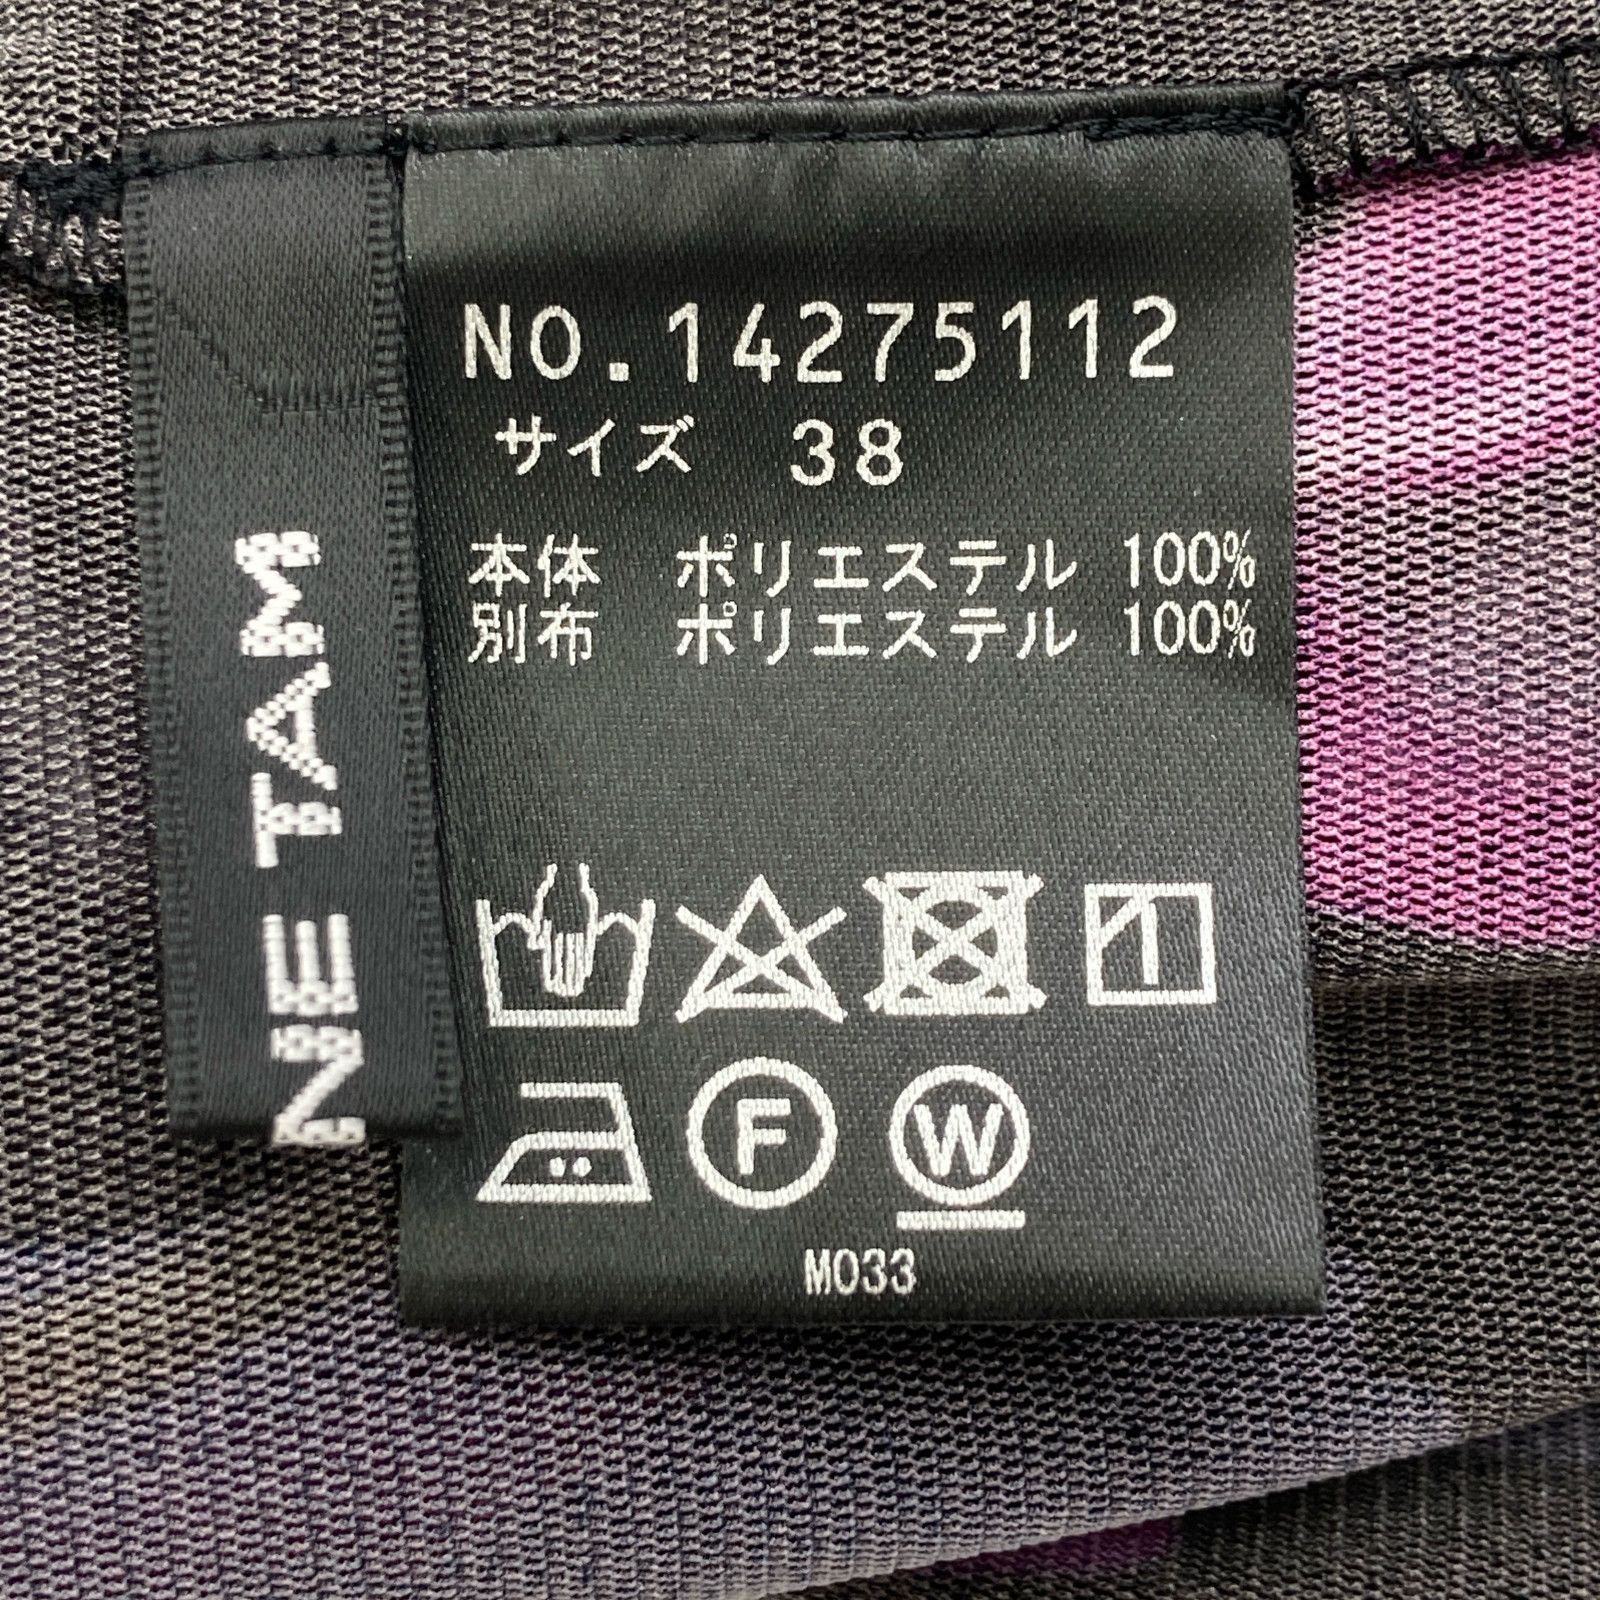 NE TAM
NO.14275112
サイズ 38
本体 ポリエステル 100%
別布 ポリエステル 100%
F W
M033